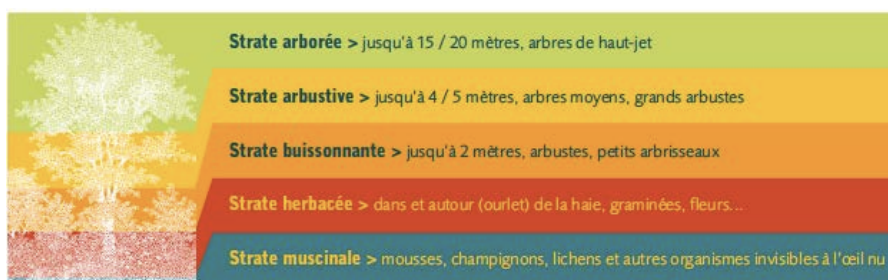 Strate arborée > jusqu'à 15 / 20 mètres, arbres de haut-jet
Strate arbustive > jusqu'à 4 / 5 mètres, arbres moyens, grands arbustes
Strate buissonnante > jusqu'à 2 mètres, arbustes, petits arbrisseaux
Strate herbacée > dans et autour (ourlet) de la haie, graminées, fleurs...
Strate muscinale > mousses, champignons, lichens et autres organismes invisibles à l'œil nu